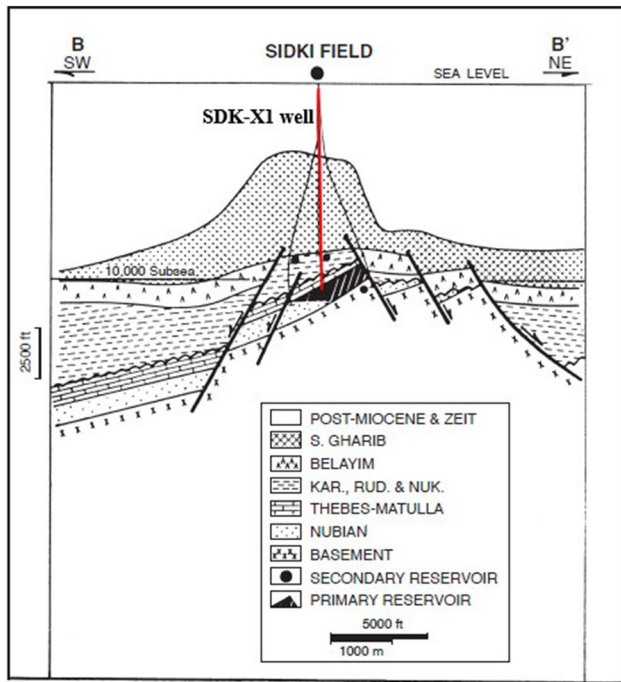 B
SW
SIDKI FIELD
B'
NE
SEA LEVEL
SDK-X1 well
10,000 Subsea
2500 ft
POST-MIOCENE & ZEIT
S. GHARIB
BELAYIM
KAR., RUD. & NUK.
THEBES-MATULLA
NUBIAN
BASEMENT
SECONDARY RESERVOIR
PRIMARY RESERVOIR
5000 ft
1000 m